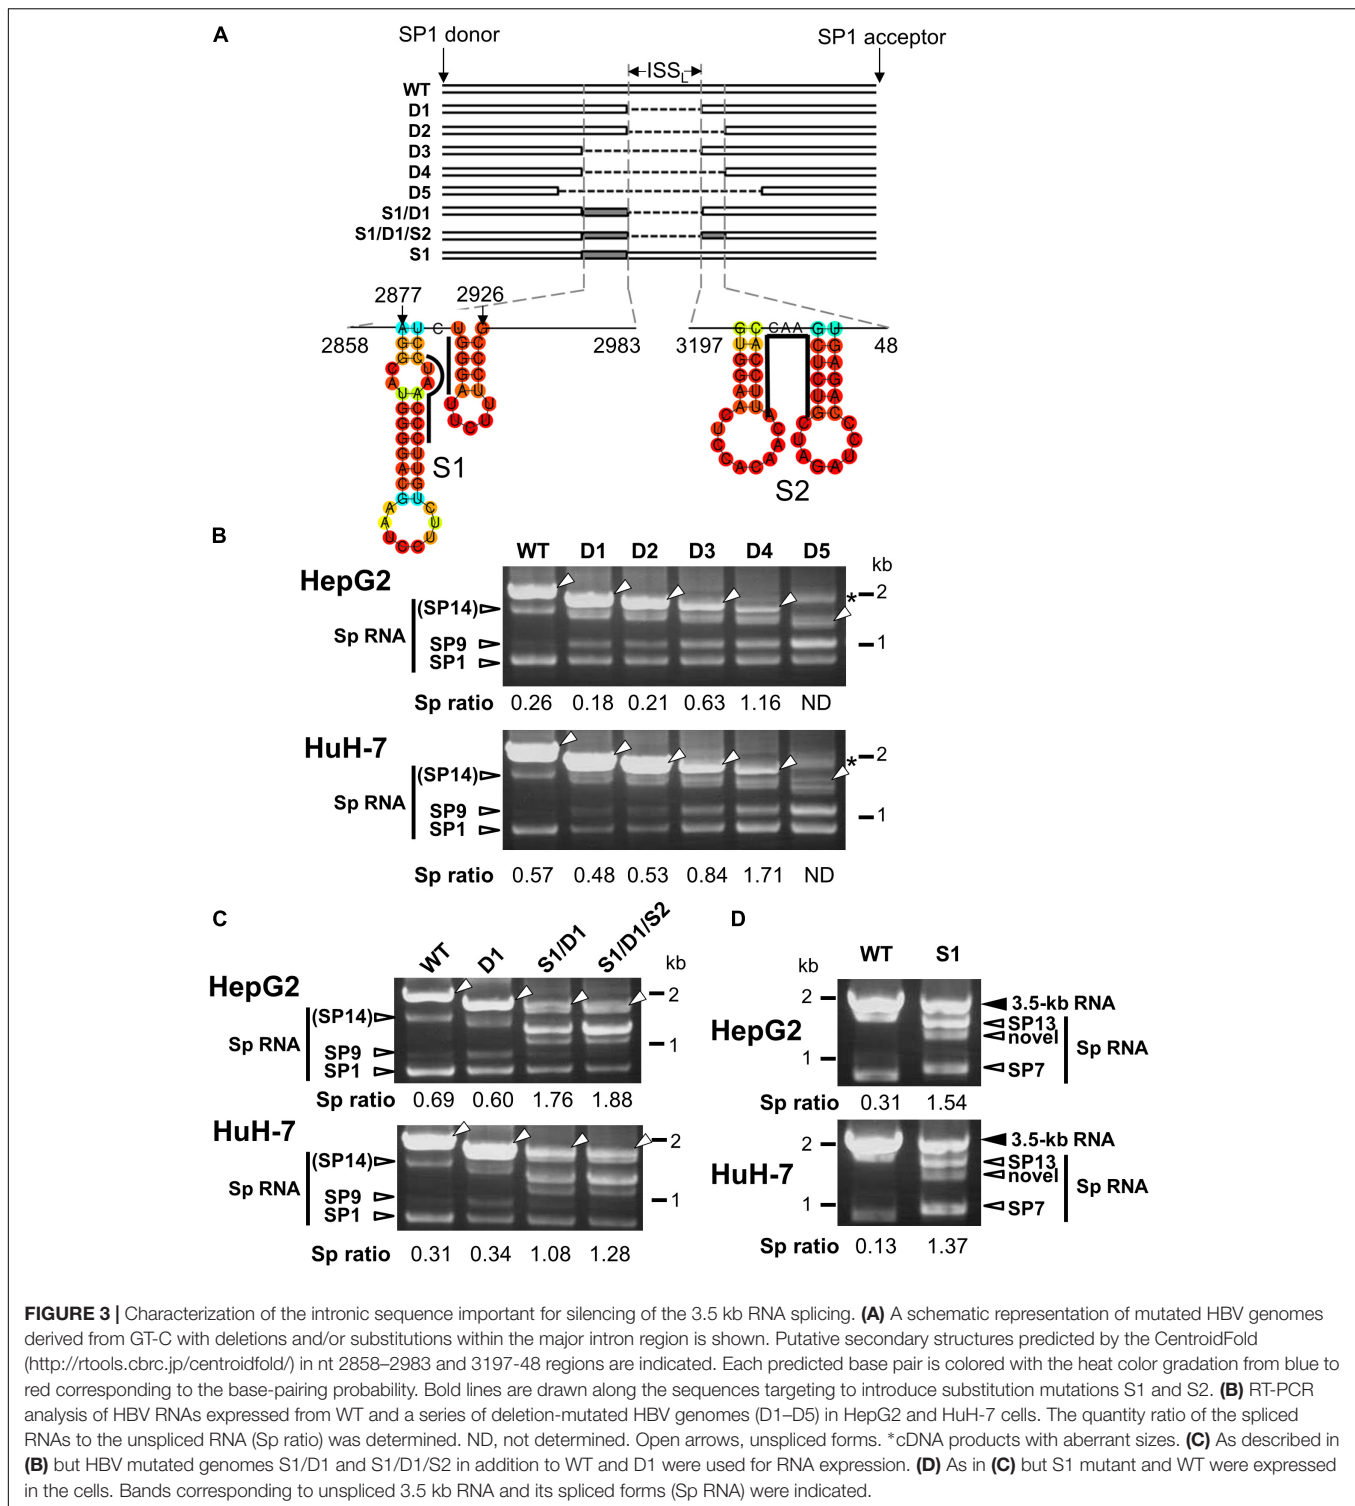 A
SP1 donor
SP1 acceptor
ISSL
WT
D1
D2
D3
D4
D5
S1/D1
S1/D1/S2
S1
2877
2926
2858
2983
3197
CAA
48
S1
S2
B
WT D1 D2 D3 D4 D5
kb
HepG2
(SP14)
Sp RNA
SP9
SP1
* 2
1
Sp ratio 0.26 0.18 0.21 0.63 1.16 ND
HuH-7
(SP14)
Sp RNA
SP9
SP1
* 2
1
Sp ratio 0.57 0.48 0.53 0.84 1.71 ND
C
WT D1 S1/D1 S1/D1/S2
kb
HepG2
(SP14)
Sp RNA
SP9
SP1
2
1
Sp ratio 0.69 0.60 1.76 1.88
HuH-7
(SP14)
Sp RNA
SP9
SP1
2
1
Sp ratio 0.31 0.34 1.08 1.28
D
WT S1
kb
2
1
HepG2
3.5-kb RNA
SP13
novel
SP7
Sp RNA
Sp ratio 0.31 1.54
2
1
HuH-7
3.5-kb RNA
SP13
novel
SP7
Sp RNA
Sp ratio 0.13 1.37
FIGURE 3 | Characterization of the intronic sequence important for silencing of the 3.5 kb RNA splicing. (A) A schematic representation of mutated HBV genomes
derived from GT-C with deletions and/or substitutions within the major intron region is shown. Putative secondary structures predicted by the CentroidFold
(http://rtools.cbrc.jp/centroidfold/) in nt 2858–2983 and 3197-48 regions are indicated. Each predicted base pair is colored with the heat color gradation from blue to
red corresponding to the base-pairing probability. Bold lines are drawn along the sequences targeting to introduce substitution mutations S1 and S2. (B) RT-PCR
analysis of HBV RNAs expressed from WT and a series of deletion-mutated HBV genomes (D1–D5) in HepG2 and HuH-7 cells. The quantity ratio of the spliced
RNAs to the unspliced RNA (Sp ratio) was determined. ND, not determined. Open arrows, unspliced forms. *cDNA products with aberrant sizes. (C) As described in
(B) but HBV mutated genomes S1/D1 and S1/D1/S2 in addition to WT and D1 were used for RNA expression. (D) As in (C) but S1 mutant and WT were expressed
in the cells. Bands corresponding to unspliced 3.5 kb RNA and its spliced forms (Sp RNA) were indicated.